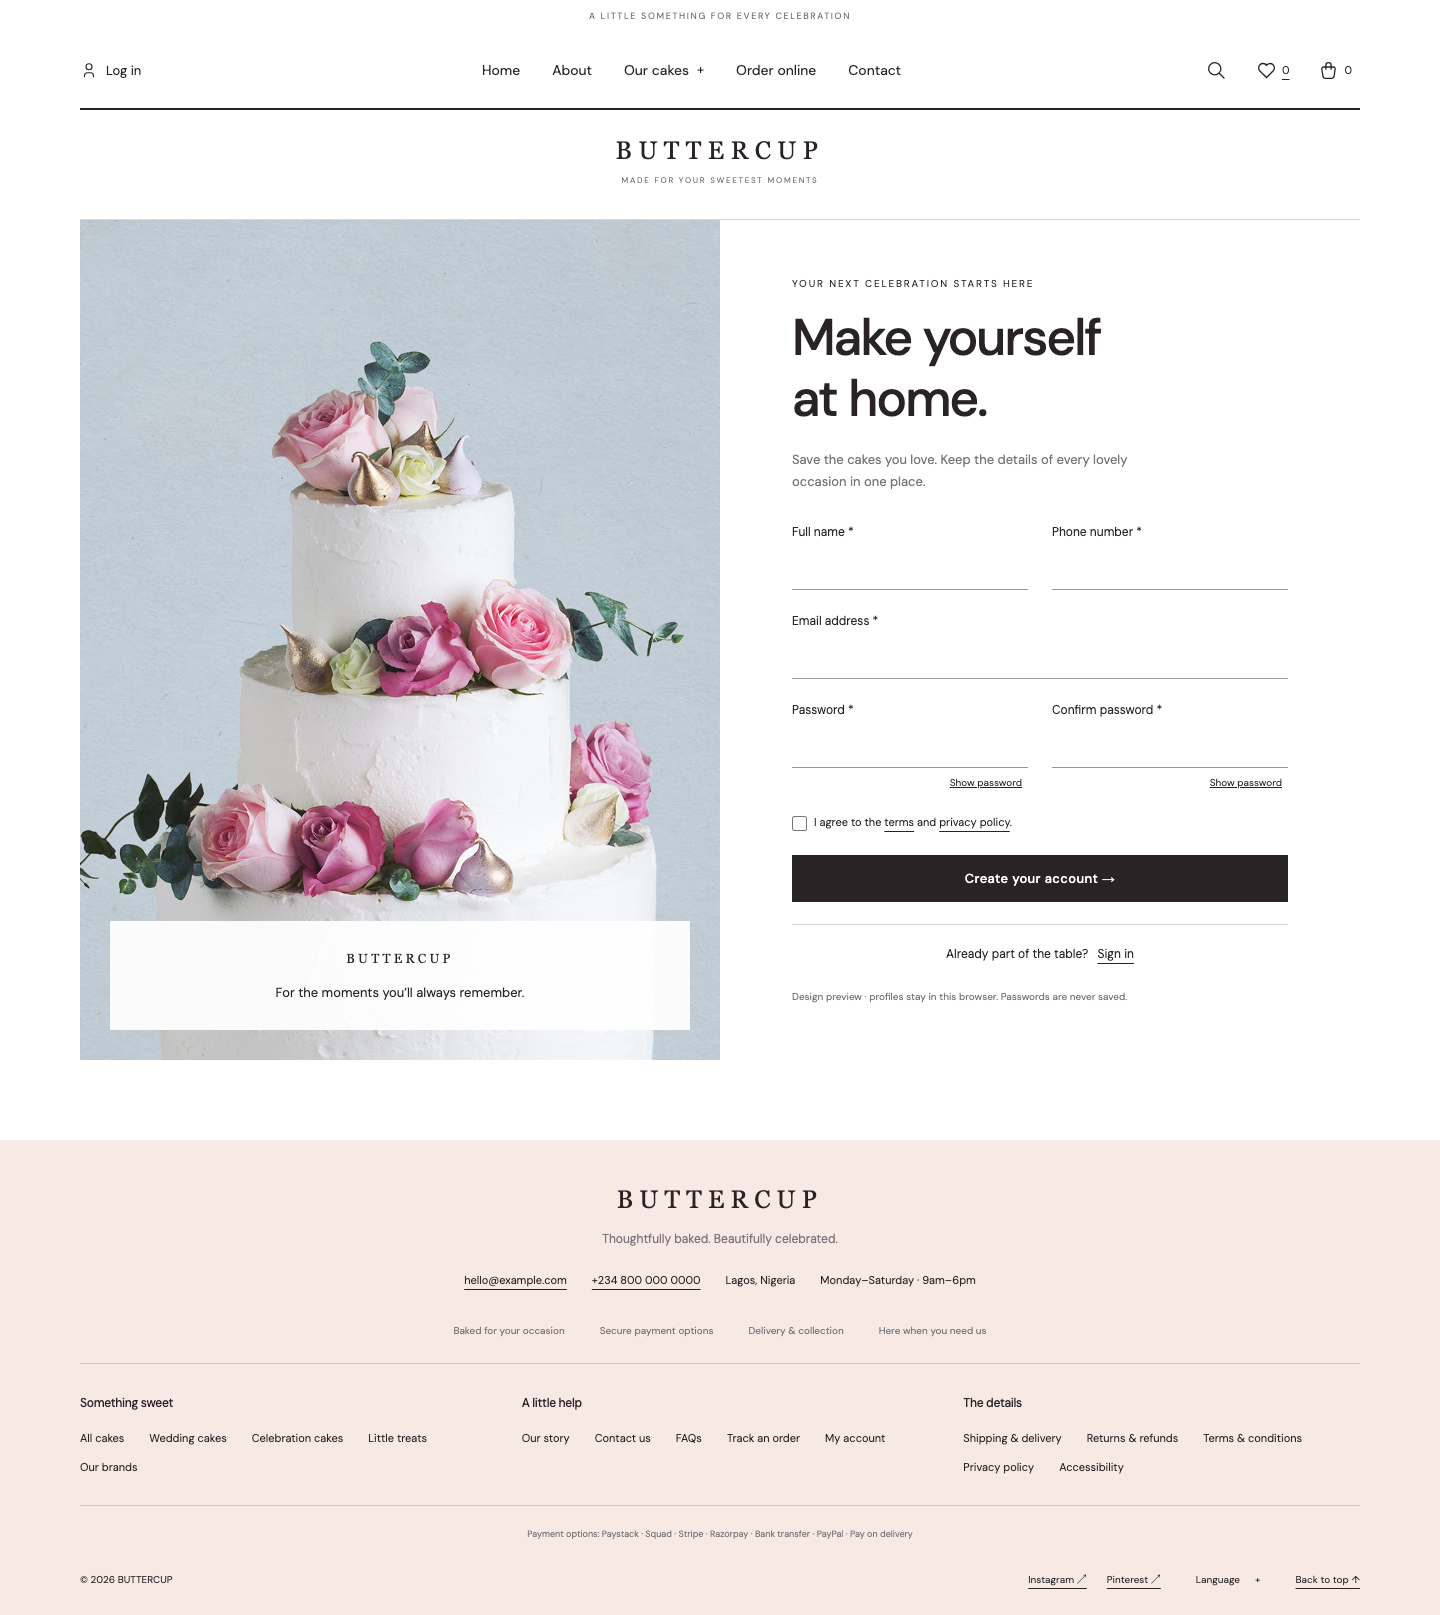 A LITTLE SOMETHING FOR EVERY CELEBRATION
Log in
Home About Our cakes + Order online Contact
0 0
BUTTERCUP
MADE FOR YOUR SWEETEST MOMENTS
YOUR NEXT CELEBRATION STARTS HERE
Make yourself
at home.
Save the cakes you love. Keep the details of every lovely
occasion in one place.
Full name * Phone number *
Email address *
Password * Confirm password *
Show password Show password
I agree to the terms and privacy policy.
Create your account →
Already part of the table? Sign in
Design preview · profiles stay in this browser. Passwords are never saved.
BUTTERCUP
For the moments you’ll always remember.
BUTTERCUP
Thoughtfully baked. Beautifully celebrated.
hello@example.com +234 800 000 0000 Lagos, Nigeria Monday–Saturday · 9am–6pm
Baked for your occasion Secure payment options Delivery & collection Here when you need us
Something sweet
All cakes Wedding cakes Celebration cakes Little treats
Our brands
A little help
Our story Contact us FAQs Track an order My account
The details
Shipping & delivery Returns & refunds Terms & conditions
Privacy policy Accessibility
Payment options: Paystack · Squad · Stripe · Razorpay · Bank transfer · PayPal · Pay on delivery
© 2026 BUTTERCUP
Instagram ↗ Pinterest ↗ Language + Back to top ↑